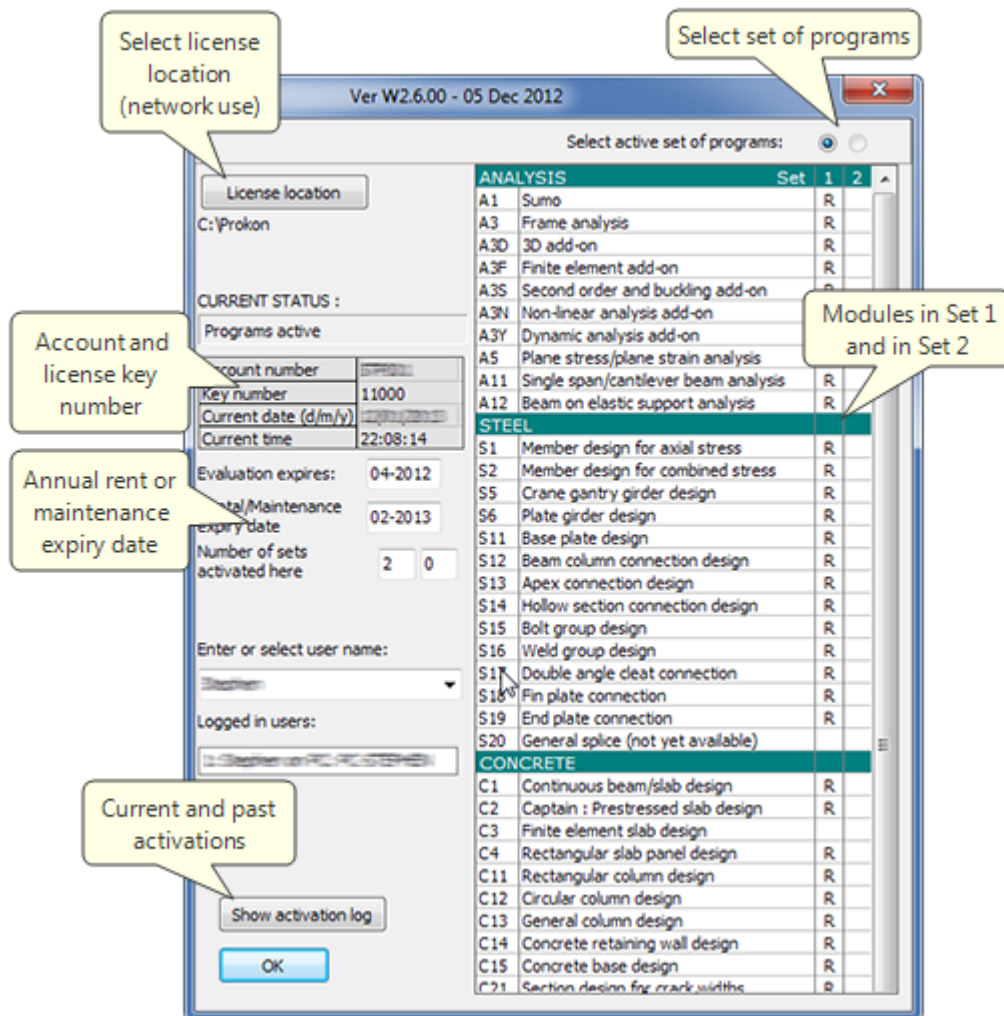 Select license
location
(network use)
Select set of programs
Ver W2.6.00 - 05 Dec 2012
Select active set of programs:
License location
C:\Prokon
CURRENT STATUS :
Programs active
Account and
license key
number
Account number
Key number 11000
Current date (d/m/y)
Current time 22:08:14
Evaluation expires: 04-2012
Annual rent or
maintenance
expiry date
Rental/Maintenance
expiry date 02-2013
Number of sets
activated here 2 0
Enter or select user name:
Stephen
Logged in users:
Current and past
activations
Show activation log
OK
ANALYSIS Set 1 2
A1 Sumo R
A3 Frame analysis R
A3D 3D add-on R
A3F Finite element add-on R
A3S Second order and buckling add-on R
A3N Non-linear analysis add-on
A3Y Dynamic analysis add-on
A5 Plane stress/plane strain analysis
A11 Single span/cantilever beam analysis R
A12 Beam on elastic support analysis R
Modules in Set 1
and in Set 2
STEEL
S1 Member design for axial stress R
S2 Member design for combined stress R
S5 Crane gantry girder design R
S6 Plate girder design R
S11 Base plate design R
S12 Beam column connection design R
S13 Apex connection design R
S14 Hollow section connection design R
S15 Bolt group design R
S16 Weld group design R
S17 Double angle cleat connection R
S18 Fin plate connection R
S19 End plate connection R
S20 General splice (not yet available)
CONCRETE
C1 Continuous beam/slab design R
C2 Captain : Prestressed slab design R
C3 Finite element slab design
C4 Rectangular slab panel design R
C11 Rectangular column design R
C12 Circular column design R
C13 General column design R
C14 Concrete retaining wall design R
C15 Concrete base design R
C21 Section design for crack widths R